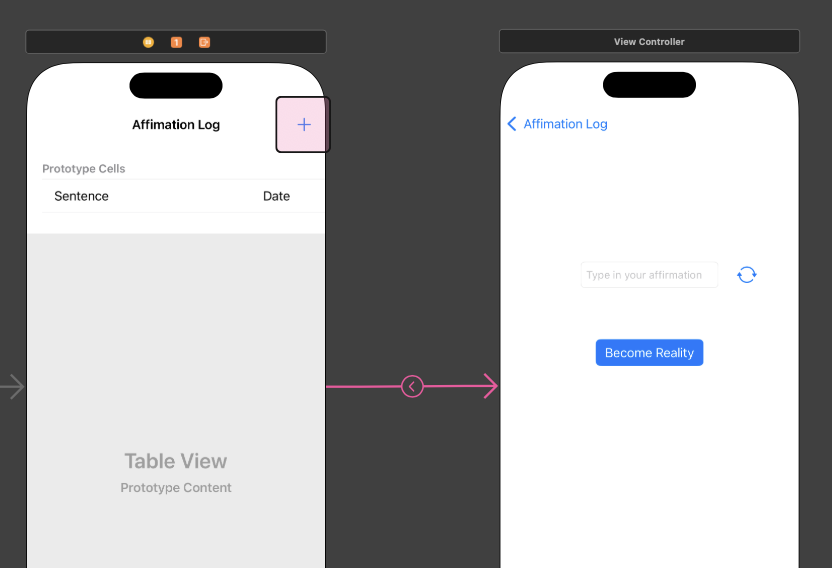 View Controller
Affimation Log
Prototype Cells
Sentence Date
Table View
Prototype Content
Affimation Log
Type in your affirmation
Become Reality